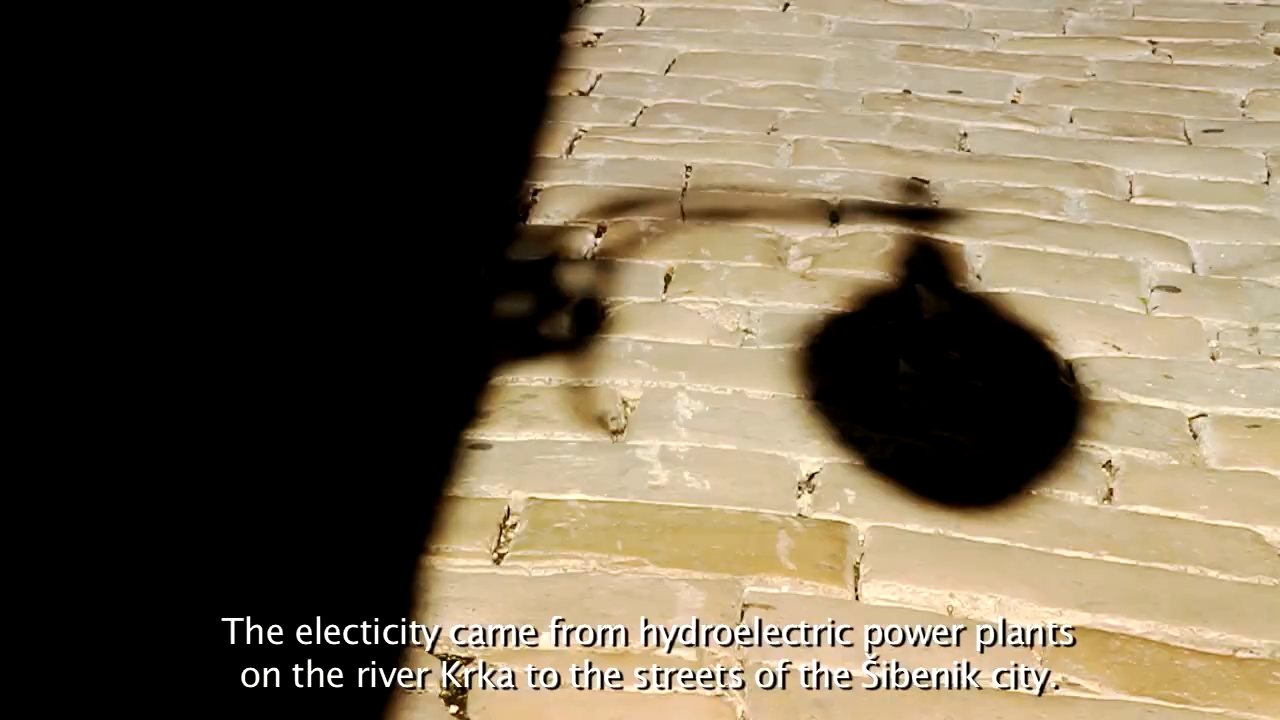 The electicity came from hydroelectric power plants
on the river Krka to the streets of the Šibenik city.